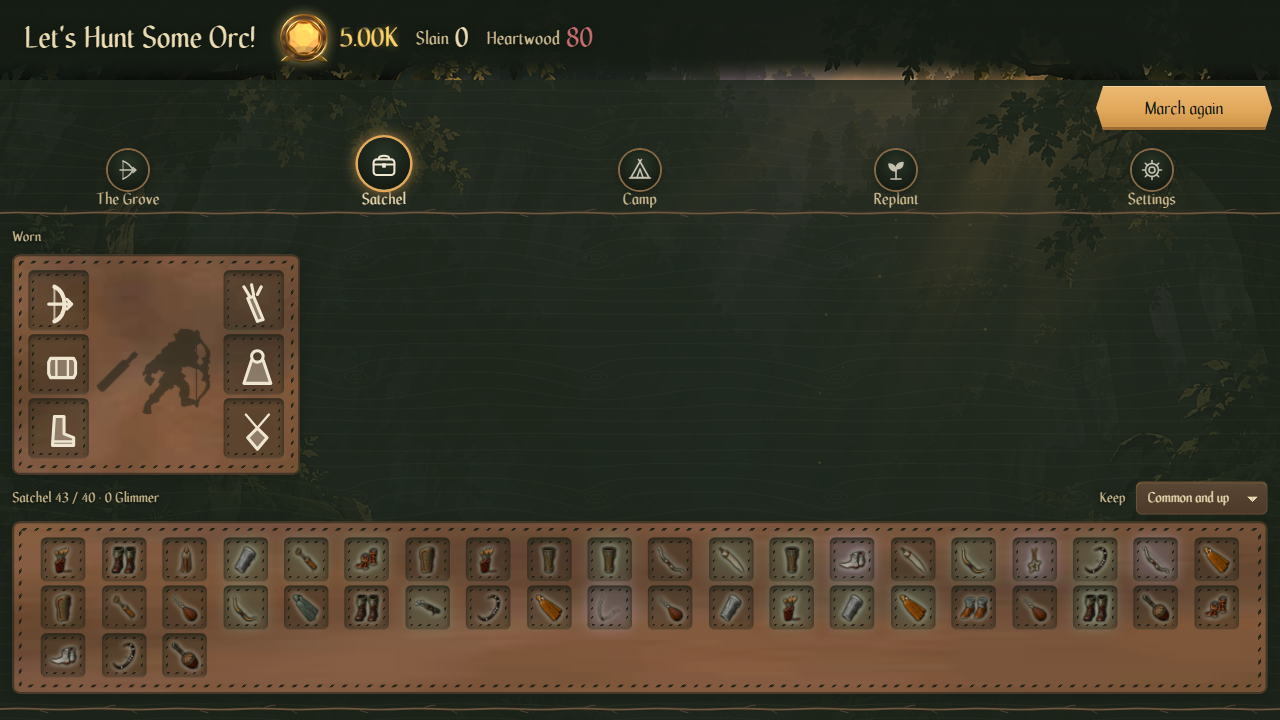 Let's Hunt Some Orc! 5.00K Slain 0 Heartwood 80
March again
The Grove Satchel Camp Replant Settings
Worn
Satchel 43 / 40 · 0 Glimmer Keep Common and up